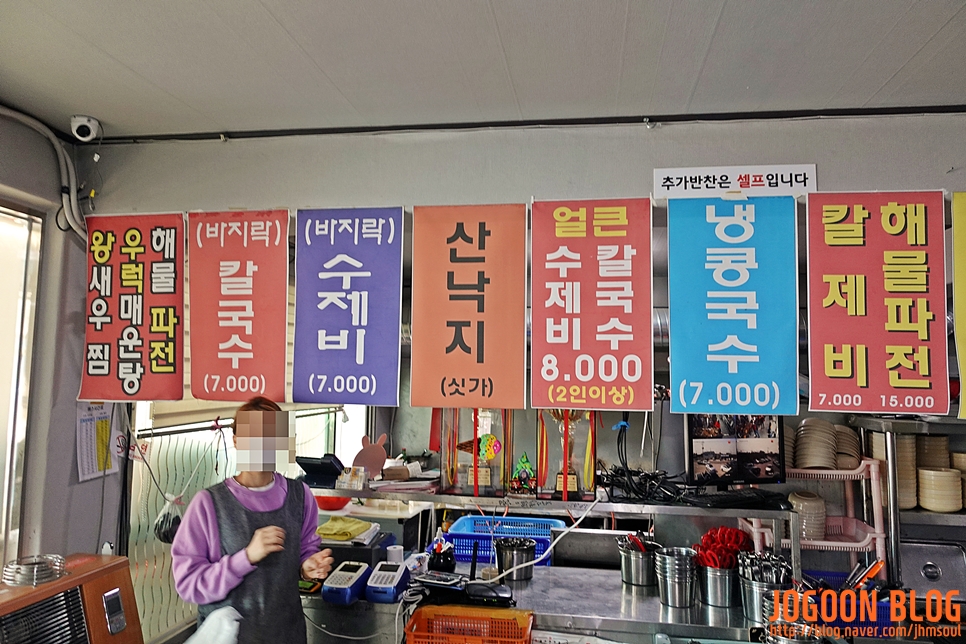 추가반찬은 셀프입니다
해물파전
우럭매운탕
왕새우찜
(바지락)
칼국수
(7.000)
(바지락)
수제비
(7.000)
산낙지
(싯가)
얼큰
칼국수
수제비
8.000
(2인이상)
냉콩국수
(7.000)
해물파전
15.000
칼제비
7.000
JOGOON BLOG
http://blog.naver.com/jhnsoul